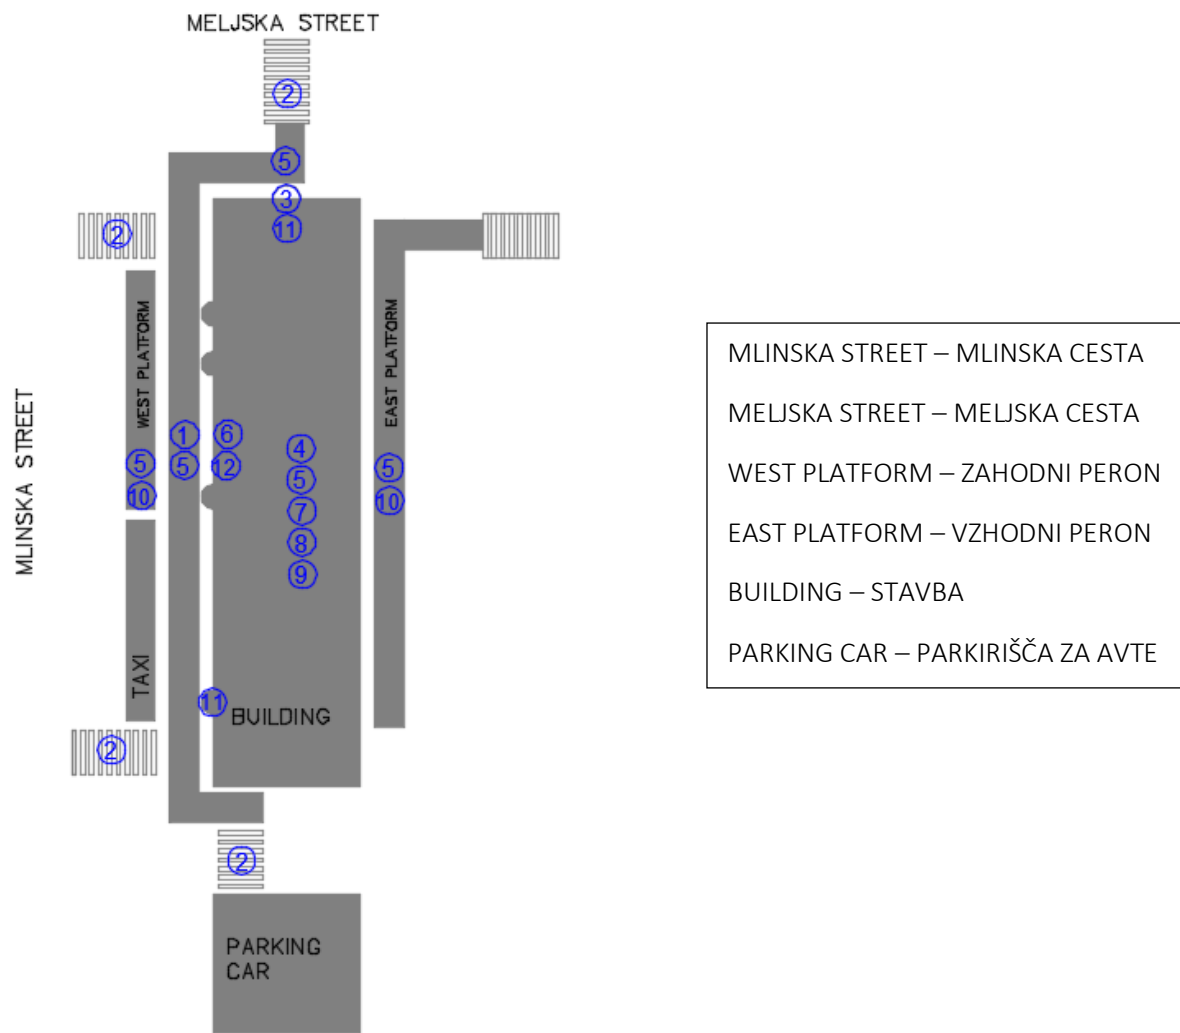 MELJSKA STREET
2
5
3
11
2
WEST PLATFORM
EAST PLATFORM
MLINSKA STREET
1
6
4
5
5
12
5
5
10
7
10
8
9
TAXI
11
BUILDING
2
2
PARKING
CAR
MLINSKA STREET – MLINSKA CESTA
MELJSKA STREET – MELJSKA CESTA
WEST PLATFORM – ZAHODNI PERON
EAST PLATFORM – VZHODNI PERON
BUILDING – STAVBA
PARKING CAR – PARKIRIŠČA ZA AVTE